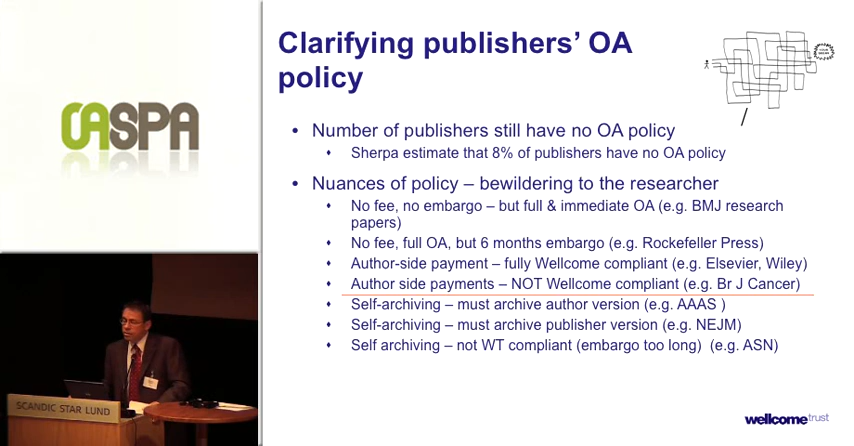 OASPA
Clarifying publishers' OA
policy
• Number of publishers still have no OA policy
♦ Sherpa estimate that 8% of publishers have no OA policy
• Nuances of policy – bewildering to the researcher
♦ No fee, no embargo – but full & immediate OA (e.g. BMJ research
papers)
♦ No fee, full OA, but 6 months embargo (e.g. Rockefeller Press)
♦ Author-side payment – fully Wellcome compliant (e.g. Elsevier, Wiley)
♦ Author side payments – NOT Wellcome compliant (e.g. Br J Cancer)
♦ Self-archiving – must archive author version (e.g. AAAS )
♦ Self-archiving – must archive publisher version (e.g. NEJM)
♦ Self archiving – not WT compliant (embargo too long) (e.g. ASN)
SCANDIC STAR LUND
wellcometrust